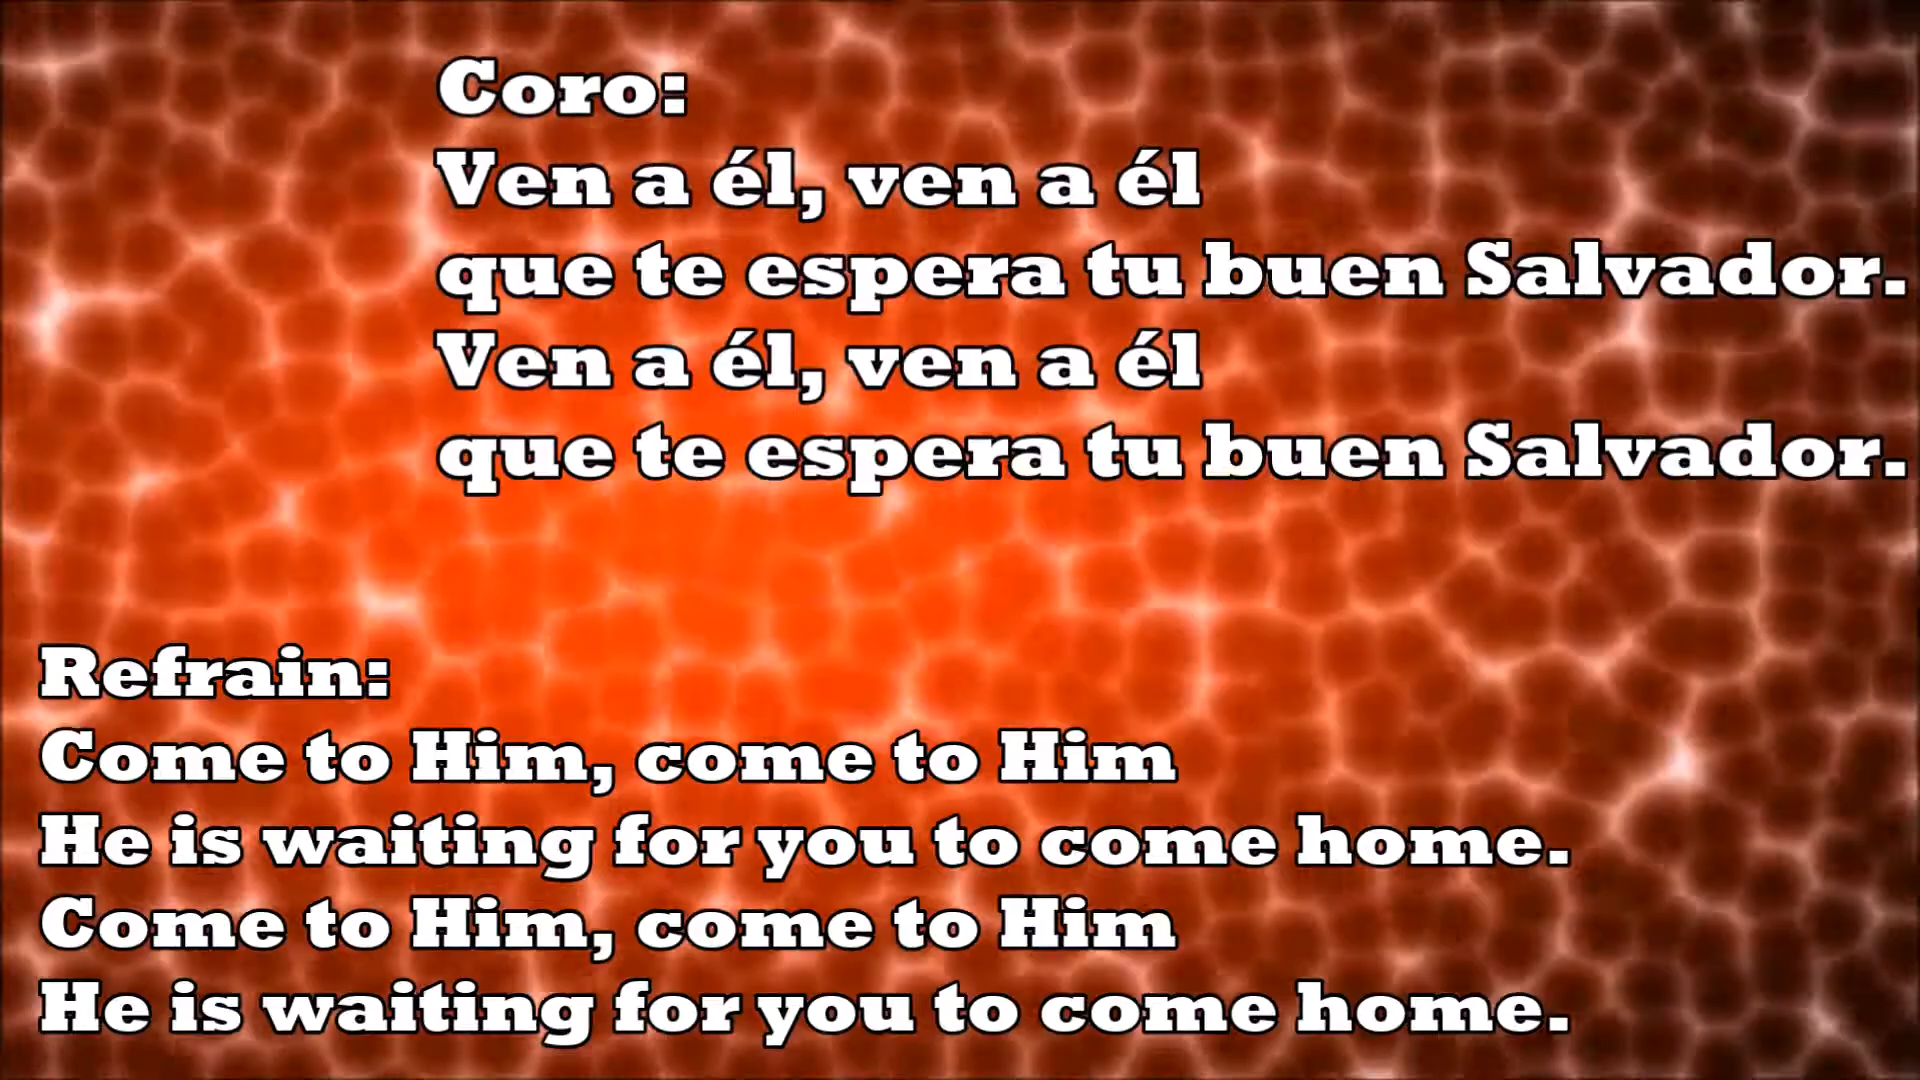 Coro:
Ven a él, ven a él
que te espera tu buen Salvador.
Ven a él, ven a él
que te espera tu buen Salvador.
Refrain:
Come to Him, come to Him
He is waiting for you to come home.
Come to Him, come to Him
He is waiting for you to come home.